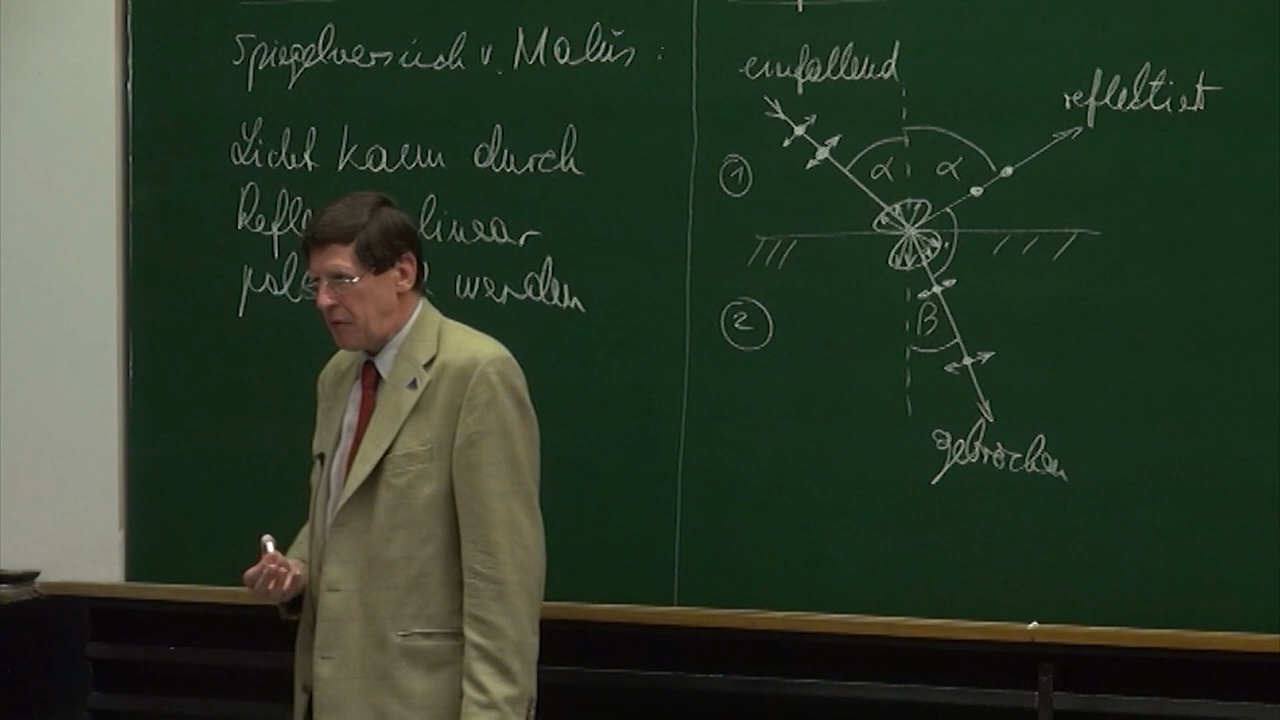 Spiegelversuch v. Malus:
Licht kann durch
linear
werden
einfallend
reflektiert
①
α α
②
β
gebrochen